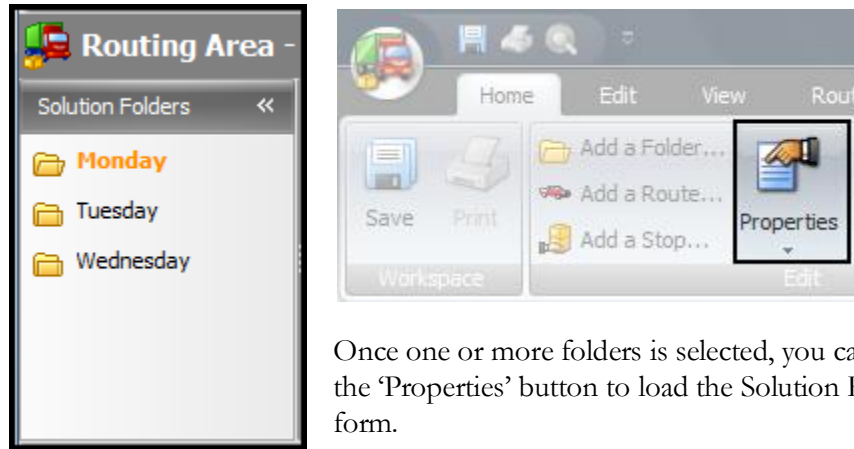 Routing Area -
Solution Folders «
Monday
Tuesday
Wednesday
Home Edit View Rout
Add a Folder...
Add a Route...
Add a Stop...
Save Print Properties
Workspace Edit
Once one or more folders is selected, you ca
the ‘Properties’ button to load the Solution F
form.